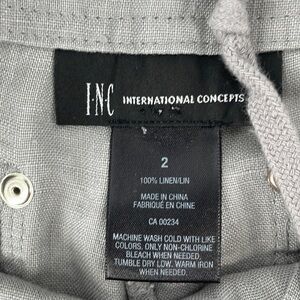 I·N·C INTERNATIONAL CONCEPTS
2
100% LINEN/LIN
MADE IN CHINA
FABRIQUÉ EN CHINE
CA 00234
MACHINE WASH COLD WITH LIKE
COLORS. ONLY NON-CHLORINE
BLEACH WHEN NEEDED.
TUMBLE DRY LOW. WARM IRON
WHEN NEEDED.